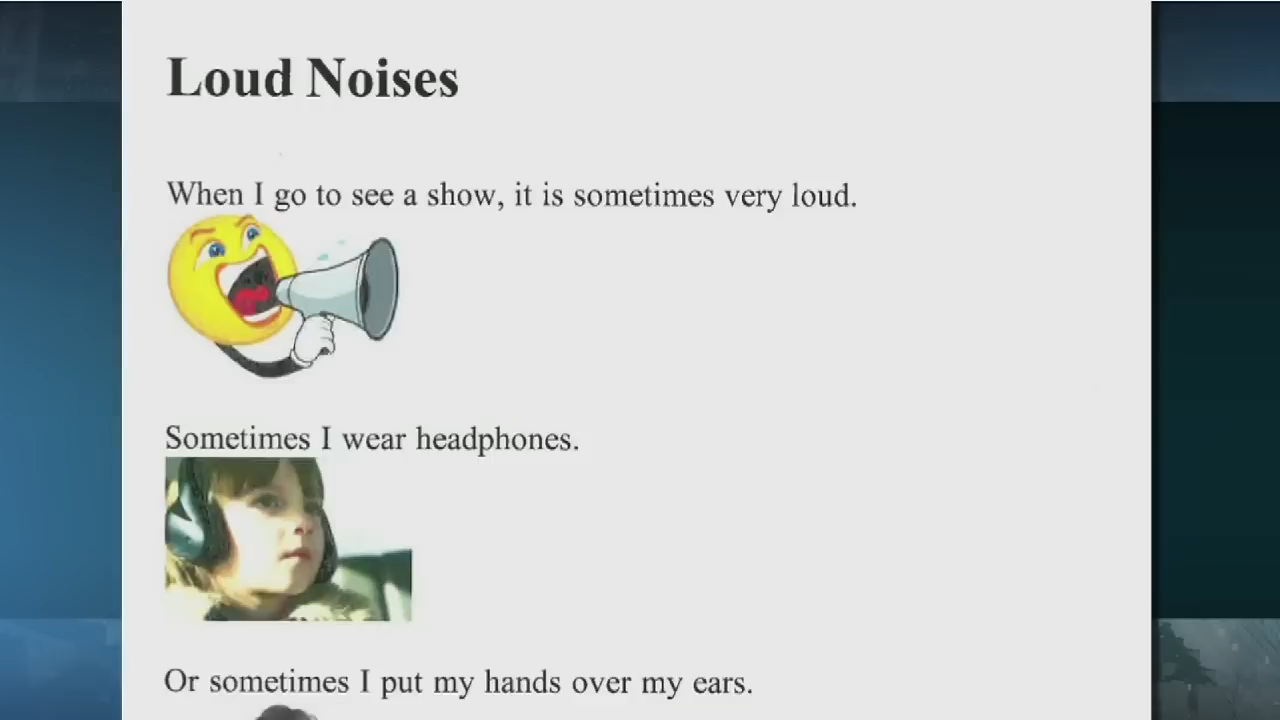 Loud Noises
When I go to see a show, it is sometimes very loud.
Sometimes I wear headphones.
Or sometimes I put my hands over my ears.